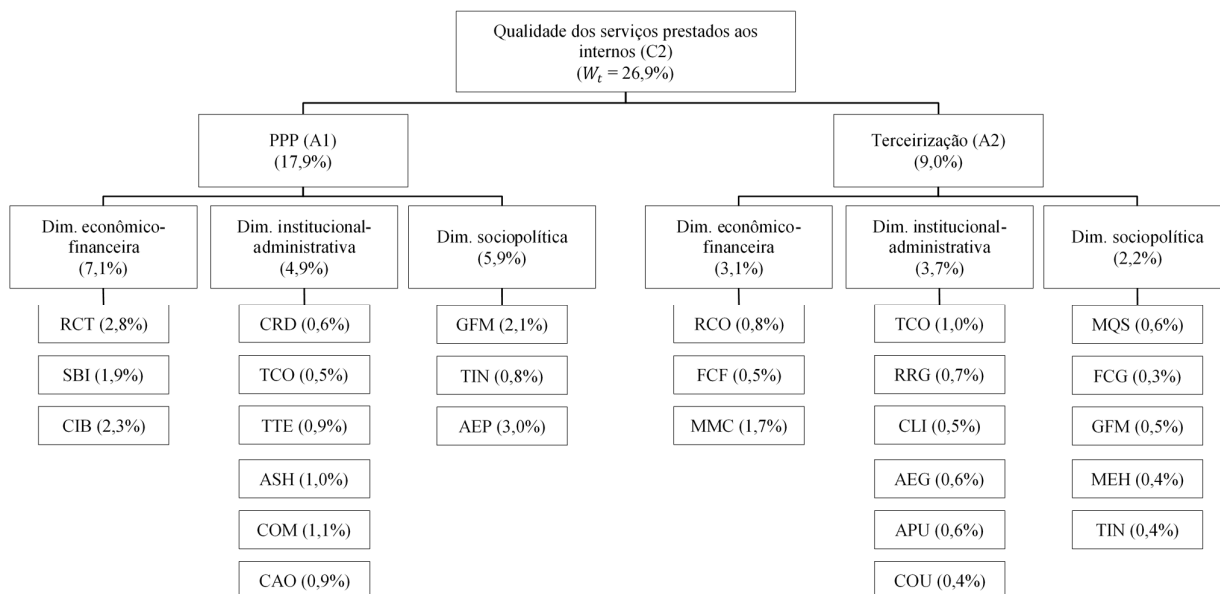 Qualidade dos serviços prestados aos
internos (C2)
(W_t = 26,9%)
PPP (A1)
(17,9%)
Terceirização (A2)
(9,0%)
Dim. econômico-
financeira
(7,1%)
Dim. institucional-
administrativa
(4,9%)
Dim. sociopolítica
(5,9%)
Dim. econômico-
financeira
(3,1%)
Dim. institucional-
administrativa
(3,7%)
Dim. sociopolítica
(2,2%)
RCT (2,8%)
SBI (1,9%)
CIB (2,3%)
CRD (0,6%)
TCO (0,5%)
TTE (0,9%)
ASH (1,0%)
COM (1,1%)
CAO (0,9%)
GFM (2,1%)
TIN (0,8%)
AEP (3,0%)
RCO (0,8%)
FCF (0,5%)
MMC (1,7%)
TCO (1,0%)
RRG (0,7%)
CLI (0,5%)
AEG (0,6%)
APU (0,6%)
COU (0,4%)
MQS (0,6%)
FCG (0,3%)
GFM (0,5%)
MEH (0,4%)
TIN (0,4%)